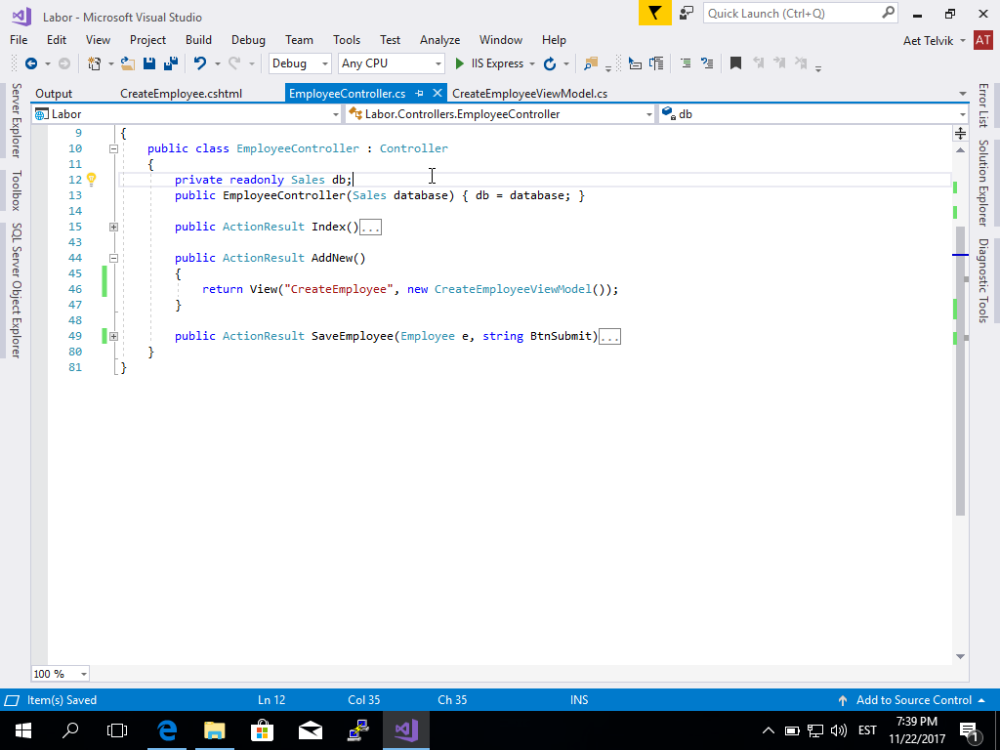 Labor - Microsoft Visual Studio
Quick Launch (Ctrl+Q)
File Edit View Project Build Debug Team Tools Test Analyze Window Help
Aet Telvik AT
Debug Any CPU IIS Express
Output CreateEmployee.cshtml EmployeeController.cs CreateEmployeeViewModel.cs
Labor Labor.Controllers.EmployeeController db
Server Explorer
Toolbox
SQL Server Object Explorer
9 {
10 public class EmployeeController : Controller
11 {
12 private readonly Sales db;
13 public EmployeeController(Sales database) { db = database; }
14
15 public ActionResult Index()...
43
44 public ActionResult AddNew()
45 {
46 return View("CreateEmployee", new CreateEmployeeViewModel());
47 }
48
49 public ActionResult SaveEmployee(Employee e, string BtnSubmit)...
80 }
81 }
Error List
Solution Explorer
Diagnostic Tools
100 %
Item(s) Saved Ln 12 Col 35 Ch 35 INS Add to Source Control
EST 7:39 PM
11/22/2017
1